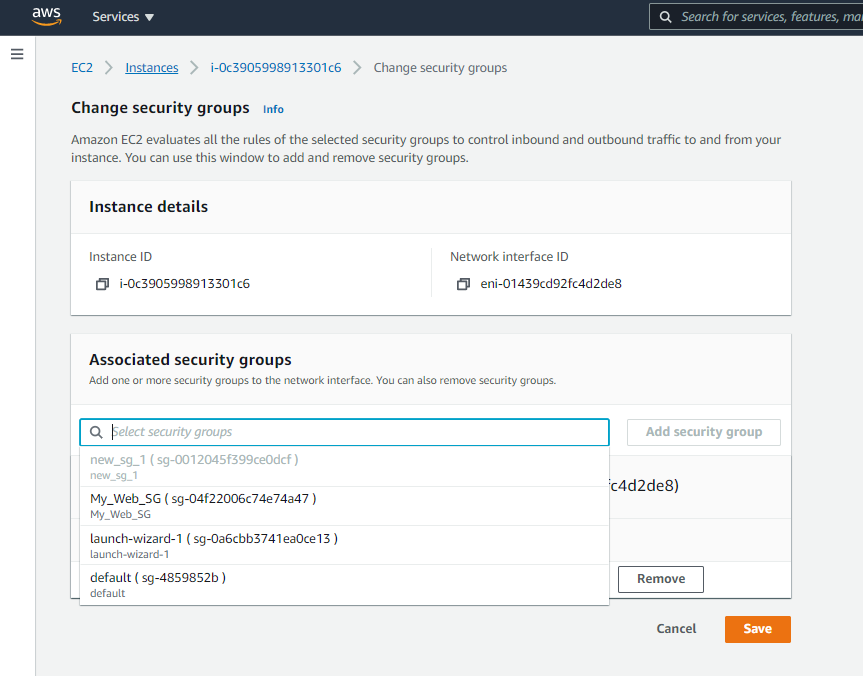 aws
Services ▼
Search for services, features, mar
EC2 > Instances > i-0c3905998913301c6 > Change security groups
Change security groups Info
Amazon EC2 evaluates all the rules of the selected security groups to control inbound and outbound traffic to and from your
instance. You can use this window to add and remove security groups.
Instance details
Instance ID
i-0c3905998913301c6
Network interface ID
eni-01439cd92fc4d2de8
Associated security groups
Add one or more security groups to the network interface. You can also remove security groups.
Select security groups
Add security group
new_sg_1 ( sg-0012045f399ce0dcf )
new_sg_1
My_Web_SG ( sg-04f22006c74e74a47 )
My_Web_SG
launch-wizard-1 ( sg-0a6cbb3741ea0ce13 )
launch-wizard-1
default ( sg-4859852b )
default
fc4d2de8)
Remove
Cancel
Save